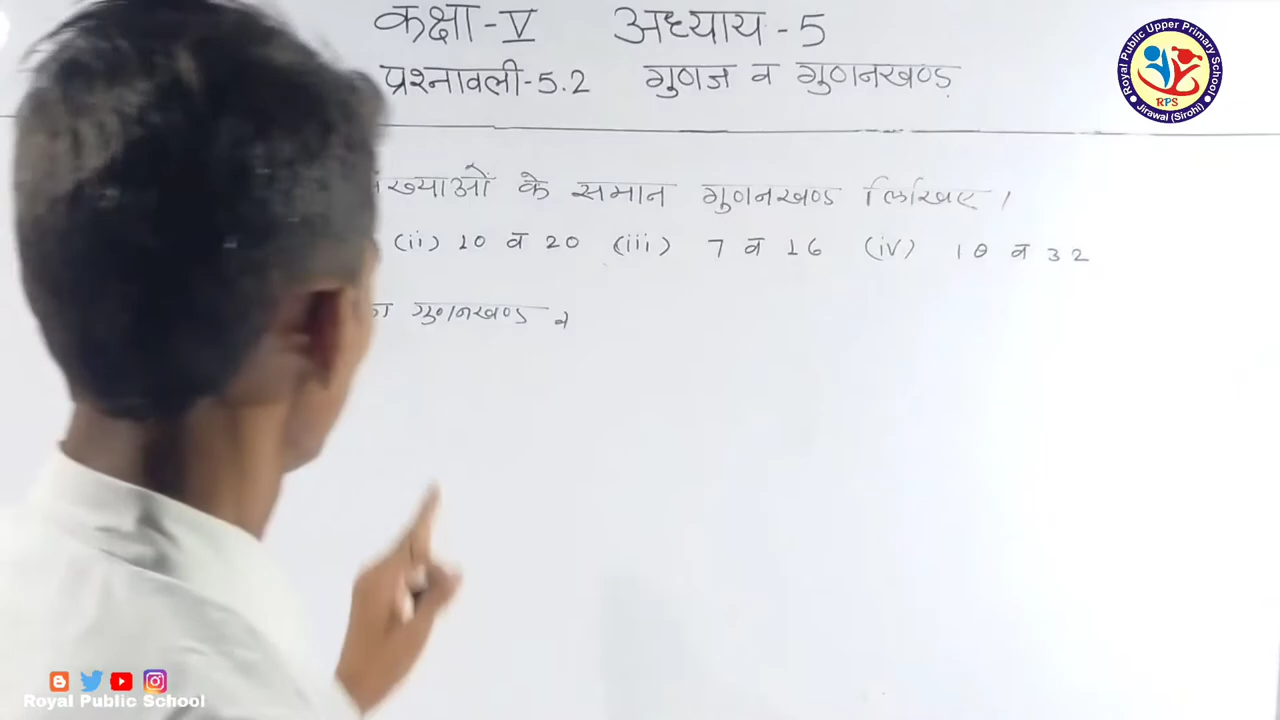 कक्षा-V अध्याय-5
प्रश्नावली-5.2 गुणज व गुणनखण्ड
के समान गुणनखण्ड लिखिए।
(ii) 10 व 20 (iii) 7 व 16 (iv) व 32
गुणनखण्ड
Royal Public Upper Primary School
RPS
Jirawal (Sirohi)
Royal Public School